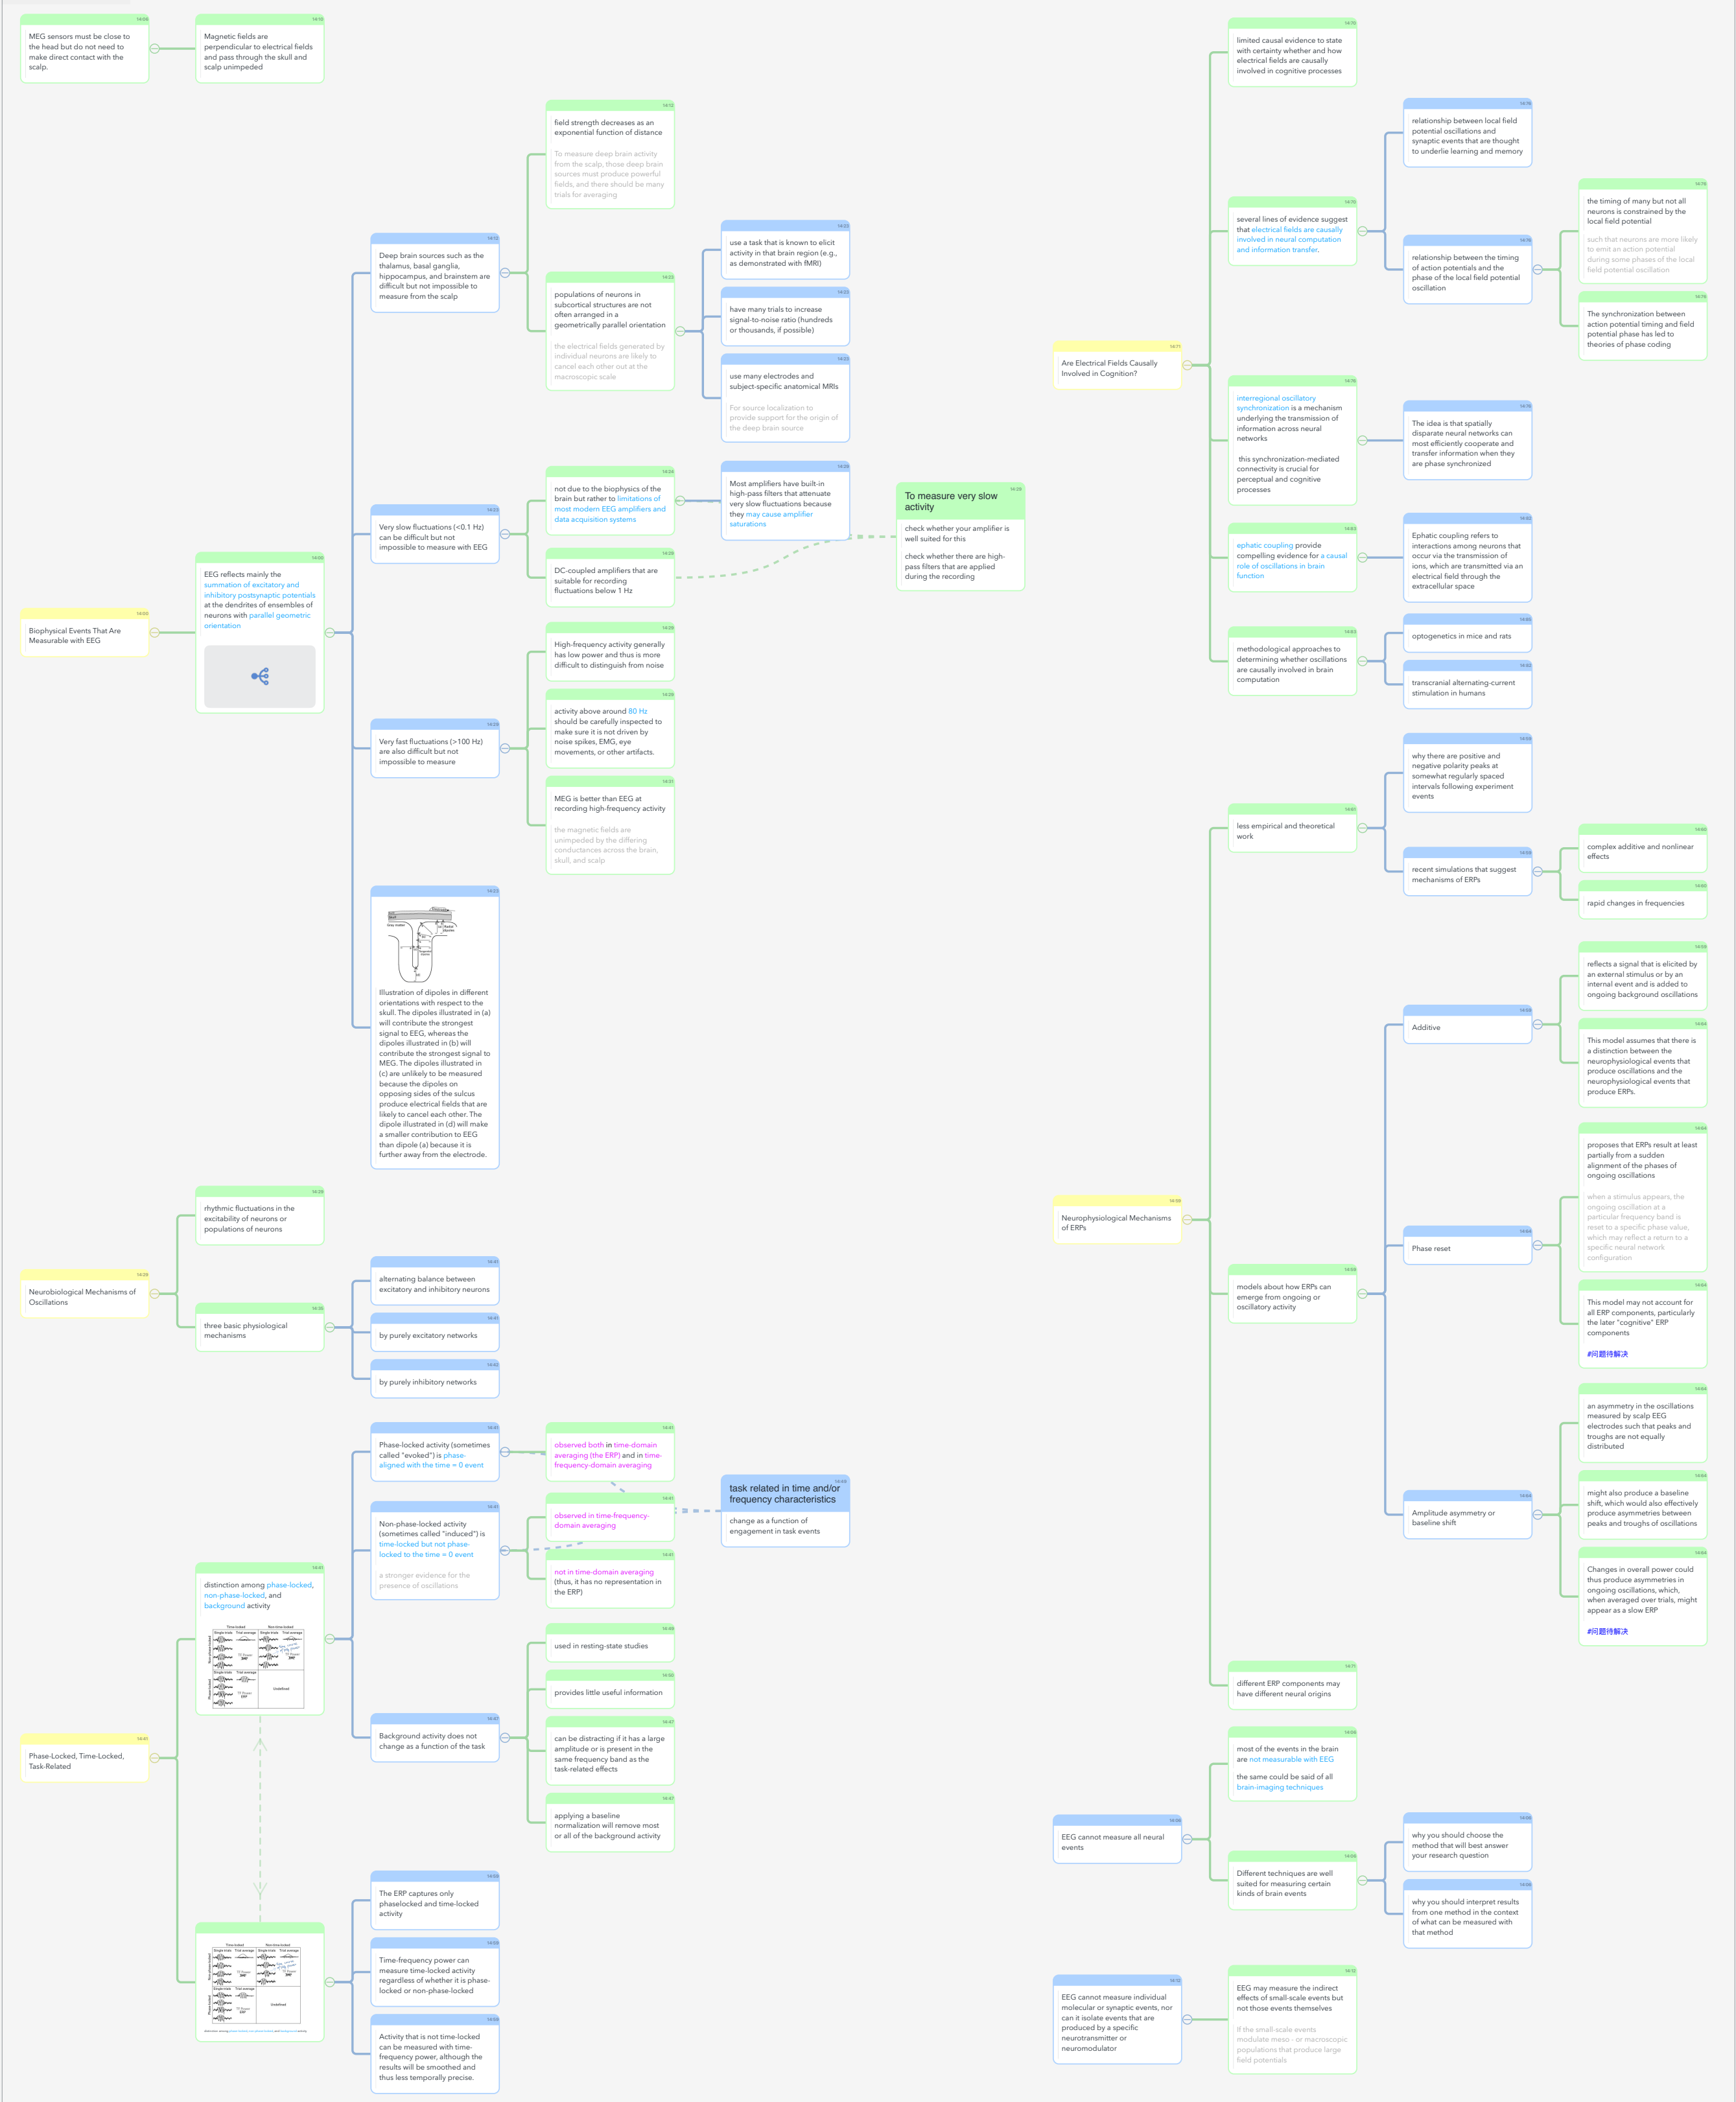 MEG sensors must be close to
the head but do not need to
make direct contact with the
scalp.
Magnetic fields are
perpendicular to electrical fields
and pass through the skull and
scalp unimpeded
Biophysical Events That Are
Measurable with EEG
EEG reflects mainly the
summation of excitatory and
inhibitory postsynaptic potentials
at the dendrites of ensembles of
neurons with parallel geometric
orientation
Deep brain sources such as the
thalamus, basal ganglia,
hippocampus, and brainstem are
difficult but not impossible to
measure from the scalp
field strength decreases as an
exponential function of distance
To measure deep brain activity
from the scalp, those deep brain
sources must produce powerful
fields, and there should be many
trials for averaging
populations of neurons in
subcortical structures are not
often arranged in a
geometrically parallel orientation
the electrical fields generated by
individual neurons are likely to
cancel each other out at the
macroscopic scale
use a task that is known to elicit
activity in that brain region (e.g.,
as demonstrated with fMRI)
have many trials to increase
signal-to-noise ratio (hundreds
or thousands, if possible)
use many electrodes and
subject-specific anatomical MRIs
For source localization to
provide support for the origin of
the deep brain source
Very slow fluctuations (<0.1 Hz)
can be difficult but not
impossible to measure with EEG
not due to the biophysics of the
brain but rather to limitations of
most modern EEG amplifiers and
data acquisition systems
Most amplifiers have built-in
high-pass filters that attenuate
very slow fluctuations because
they may cause amplifier
saturations
DC-coupled amplifiers that are
suitable for recording
fluctuations below 1 Hz
To measure very slow
activity
check whether your amplifier is
well suited for this
check whether there are high-
pass filters that are applied
during the recording
Very fast fluctuations (>100 Hz)
are also difficult but not
impossible to measure
High-frequency activity generally
has low power and thus is more
difficult to distinguish from noise
activity above around 80 Hz
should be carefully inspected to
make sure it is not driven by
noise spikes, EMG, eye
movements, or other artifacts.
MEG is better than EEG at
recording high-frequency activity
the magnetic fields are
unimpeded by the differing
conductances across the brain,
skull, and scalp
Illustration of dipoles in different
orientations with respect to the
skull. The dipoles illustrated in (a)
will contribute the strongest
signal to EEG, whereas the
dipoles illustrated in (b) will
contribute the strongest signal to
MEG. The dipoles illustrated in
(c) are unlikely to be measured
because the dipoles on
opposing sides of the sulcus
produce electrical fields that are
likely to cancel each other. The
dipole illustrated in (d) will make
a smaller contribution to EEG
than dipole (a) because it is
further away from the electrode.
Neurobiological Mechanisms of
Oscillations
rhythmic fluctuations in the
excitability of neurons or
populations of neurons
three basic physiological
mechanisms
alternating balance between
excitatory and inhibitory neurons
by purely excitatory networks
by purely inhibitory networks
Phase-Locked, Time-Locked,
Task-Related
distinction among phase-locked,
non-phase-locked, and
background activity
Phase-locked activity (sometimes
called "evoked") is phase-
aligned with the time = 0 event
observed both in time-domain
averaging (the ERP) and in time-
frequency-domain averaging
Non-phase-locked activity
(sometimes called "induced") is
time-locked but not phase-
locked to the time = 0 event
a stronger evidence for the
presence of oscillations
observed in time-frequency-
domain averaging
not in time-domain averaging
(thus, it has no representation in
the ERP)
task related in time and/or
frequency characteristics
change as a function of
engagement in task events
Background activity does not
change as a function of the task
used in resting-state studies
provides little useful information
can be distracting if it has a large
amplitude or is present in the
same frequency band as the
task-related effects
applying a baseline
normalization will remove most
or all of the background activity
The ERP captures only
phaselocked and time-locked
activity
Time-frequency power can
measure time-locked activity
regardless of whether it is phase-
locked or non-phase-locked
Activity that is not time-locked
can be measured with time-
frequency power, although the
results will be smoothed and
thus less temporally precise.
Are Electrical Fields Causally
Involved in Cognition?
limited causal evidence to state
with certainty whether and how
electrical fields are causally
involved in cognitive processes
several lines of evidence suggest
that electrical fields are causally
involved in neural computation
and information transfer.
relationship between local field
potential oscillations and
synaptic events that are thought
to underlie learning and memory
relationship between the timing
of action potentials and the
phase of the local field potential
oscillation
the timing of many but not all
neurons is constrained by the
local field potential
such that neurons are more likely
to emit an action potential
during some phases of the local
field potential oscillation
The synchronization between
action potential timing and field
potential phase has led to
theories of phase coding
interregional oscillatory
synchronization is a mechanism
underlying the transmission of
information across neural
networks
this synchronization-mediated
connectivity is crucial for
perceptual and cognitive
processes
The idea is that spatially
disparate neural networks can
most efficiently cooperate and
transfer information when they
are phase synchronized
ephatic coupling provide
compelling evidence for a causal
role of oscillations in brain
function
Ephatic coupling refers to
interactions among neurons that
occur via the transmission of
ions, which are transmitted via an
electrical field through the
extracellular space
methodological approaches to
determining whether oscillations
are causally involved in brain
computation
optogenetics in mice and rats
transcranial alternating-current
stimulation in humans
Neurophysiological Mechanisms
of ERPs
less empirical and theoretical
work
why there are positive and
negative polarity peaks at
somewhat regularly spaced
intervals following experiment
events
recent simulations that suggest
mechanisms of ERPs
complex additive and nonlinear
effects
rapid changes in frequencies
models about how ERPs can
emerge from ongoing or
oscillatory activity
Additive
reflects a signal that is elicited by
an external stimulus or by an
internal event and is added to
ongoing background oscillations
This model assumes that there is
a distinction between the
neurophysiological events that
produce oscillations and the
neurophysiological events that
produce ERPs.
Phase reset
proposes that ERPs result at least
partially from a sudden
alignment of the phases of
ongoing oscillations
when a stimulus appears, the
ongoing oscillation at a
particular frequency band is
reset to a specific phase value,
which may reflect a return to a
specific neural network
configuration
This model may not account for
all ERP components, particularly
the later "cognitive" ERP
components
#问题待解决
Amplitude asymmetry or
baseline shift
an asymmetry in the oscillations
measured by scalp EEG
electrodes such that peaks and
troughs are not equally
distributed
might also produce a baseline
shift, which would also effectively
produce asymmetries between
peaks and troughs of oscillations
Changes in overall power could
thus produce asymmetries in
ongoing oscillations, which,
when averaged over trials, might
appear as a slow ERP
#问题待解决
different ERP components may
have different neural origins
EEG cannot measure all neural
events
most of the events in the brain
are not measurable with EEG
the same could be said of all
brain-imaging techniques
Different techniques are well
suited for measuring certain
kinds of brain events
why you should choose the
method that will best answer
your research question
why you should interpret results
from one method in the context
of what can be measured with
that method
EEG cannot measure individual
molecular or synaptic events, nor
can it isolate events that are
produced by a specific
neurotransmitter or
neuromodulator
EEG may measure the indirect
effects of small-scale events but
not those events themselves
If the small-scale events
modulate meso - or macroscopic
populations that produce large
field potentials